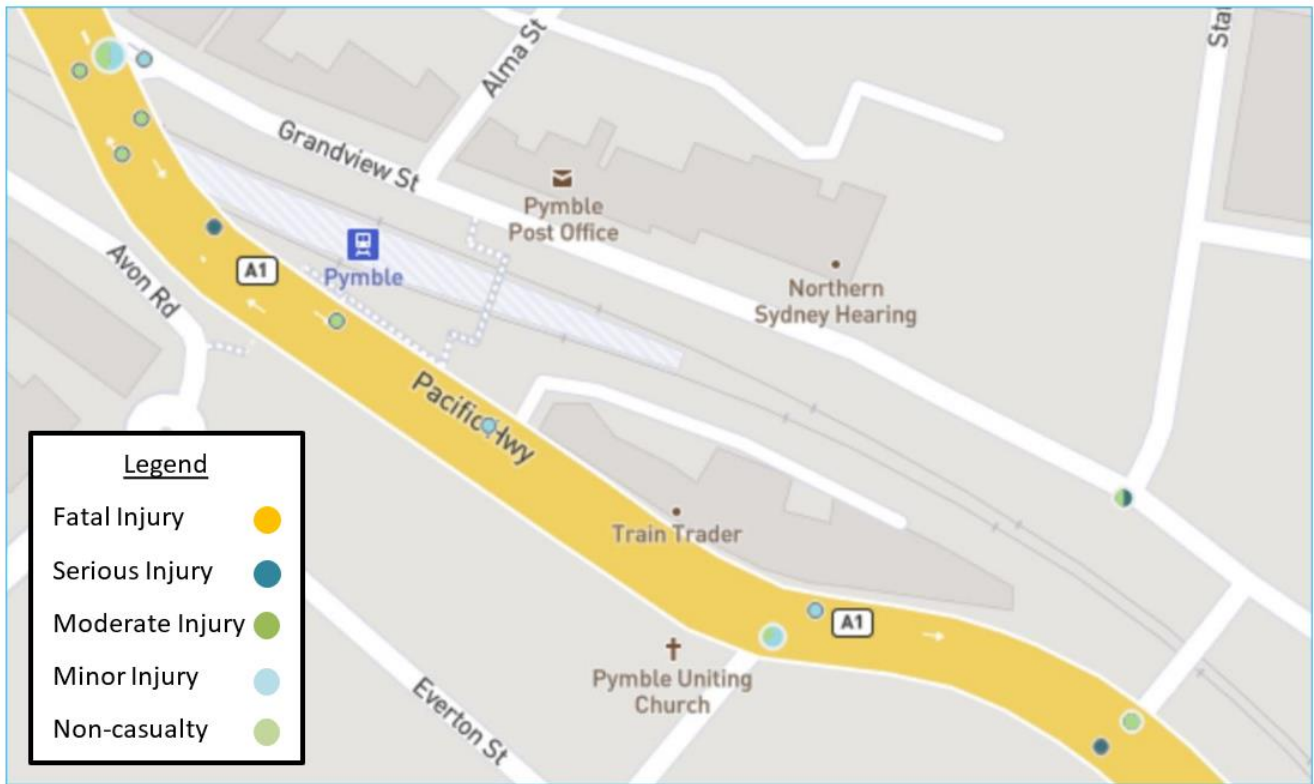 Sta
Alma St
Grandview St
Pymble
Post Office
Avon Rd
A1
Pymble
Northern
Sydney Hearing
Pacific Hwy
Train Trader
A1
Pymble Uniting
Church
Everton St
Legend
Fatal Injury
Serious Injury
Moderate Injury
Minor Injury
Non-casualty